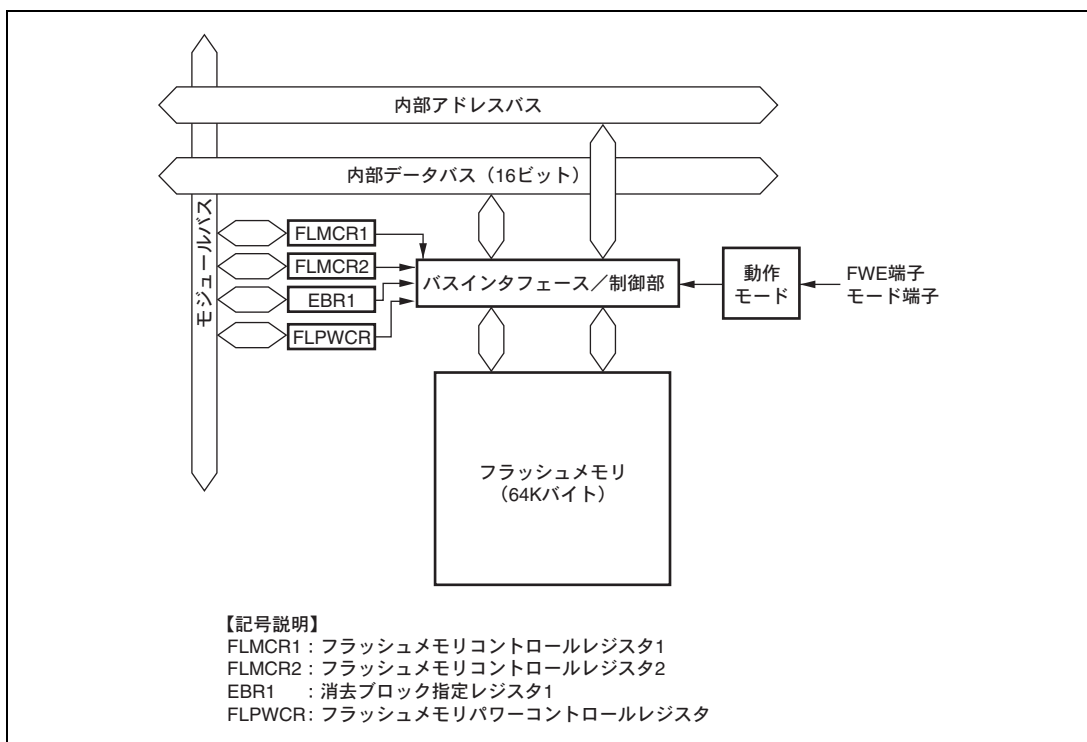 内部アドレスバス
内部データバス（16ビット）
モジュールバス
FLMCR1
FLMCR2
EBR1
FLPWCR
バスインタフェース／制御部
動作
モード
FWE端子
モード端子
フラッシュメモリ
（64Kバイト）
【記号説明】
FLMCR1：フラッシュメモリコントロールレジスタ1
FLMCR2：フラッシュメモリコントロールレジスタ2
EBR1　：消去ブロック指定レジスタ1
FLPWCR：フラッシュメモリパワーコントロールレジスタ